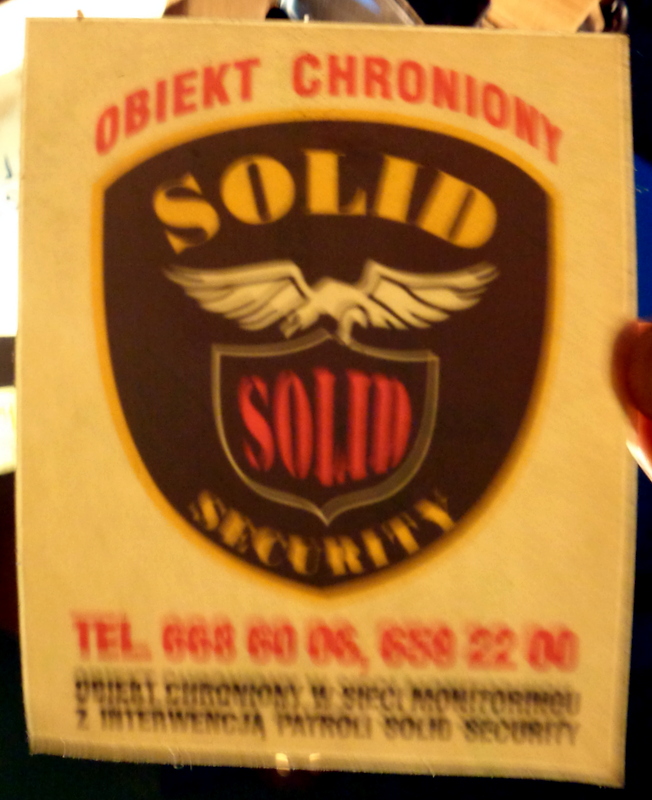 OBIEKT CHRONIONY
SOLID
SOLID
SECURITY
TEL. 668 60 06, 658 22 00
OBIEKT CHRONIONY W SIECI MONITORINGU
Z INTERWENCJĄ PATROLI SOLID SECURITY